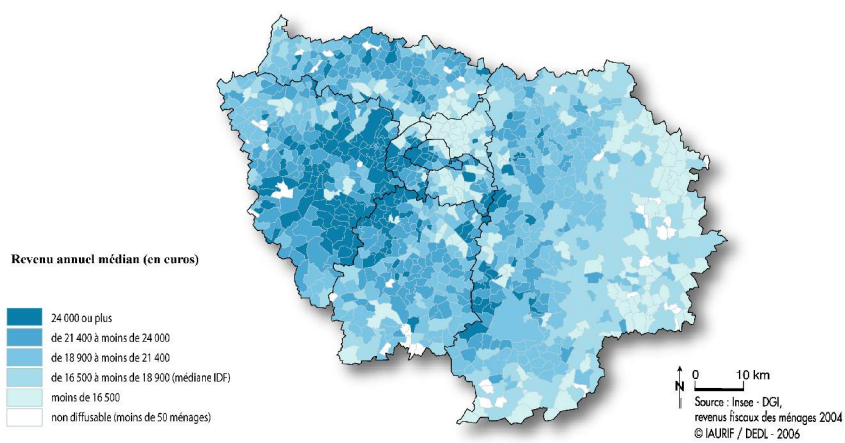 Revenu annuel médian (en euros)
24 000 ou plus
de 21 400 à moins de 24 000
de 18 900 à moins de 21 400
de 16 500 à moins de 18 900 (médiane IDF)
moins de 16 500
non diffusable (moins de 50 ménages)
N
0 10 km
Source : Insee - DGI,
revenus fiscaux des ménages 2004
© IAURIF / DEDL - 2006